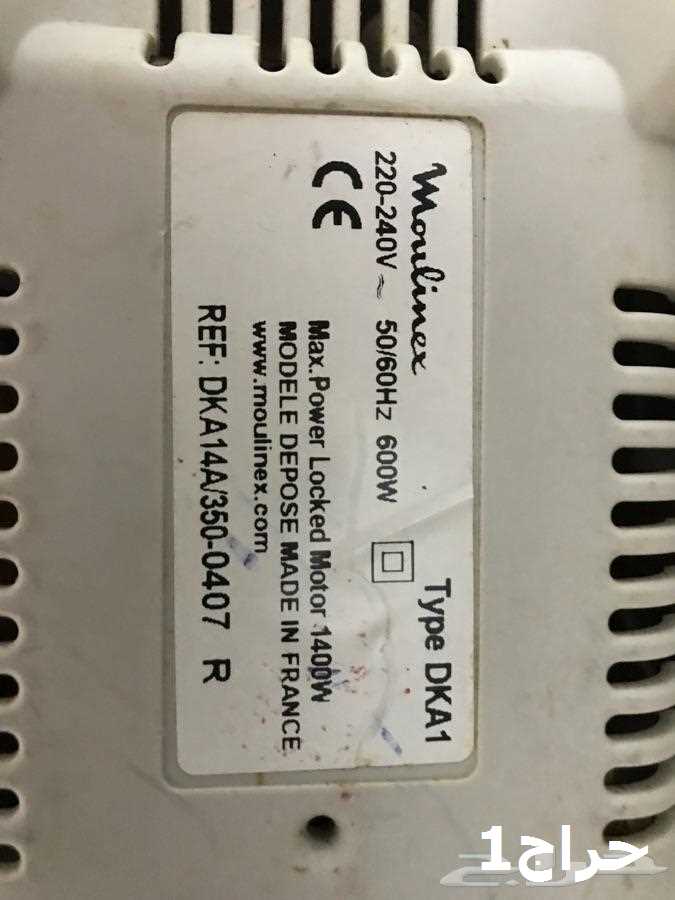 Moulinex Type DKA1
220-240V ~ 50/60Hz 600W
CE Max.Power Locked Motor 1400W
MODELE DEPOSE MADE IN FRANCE
www.moulinex.com
REF: DKA14A/350-0407 R
حراج1